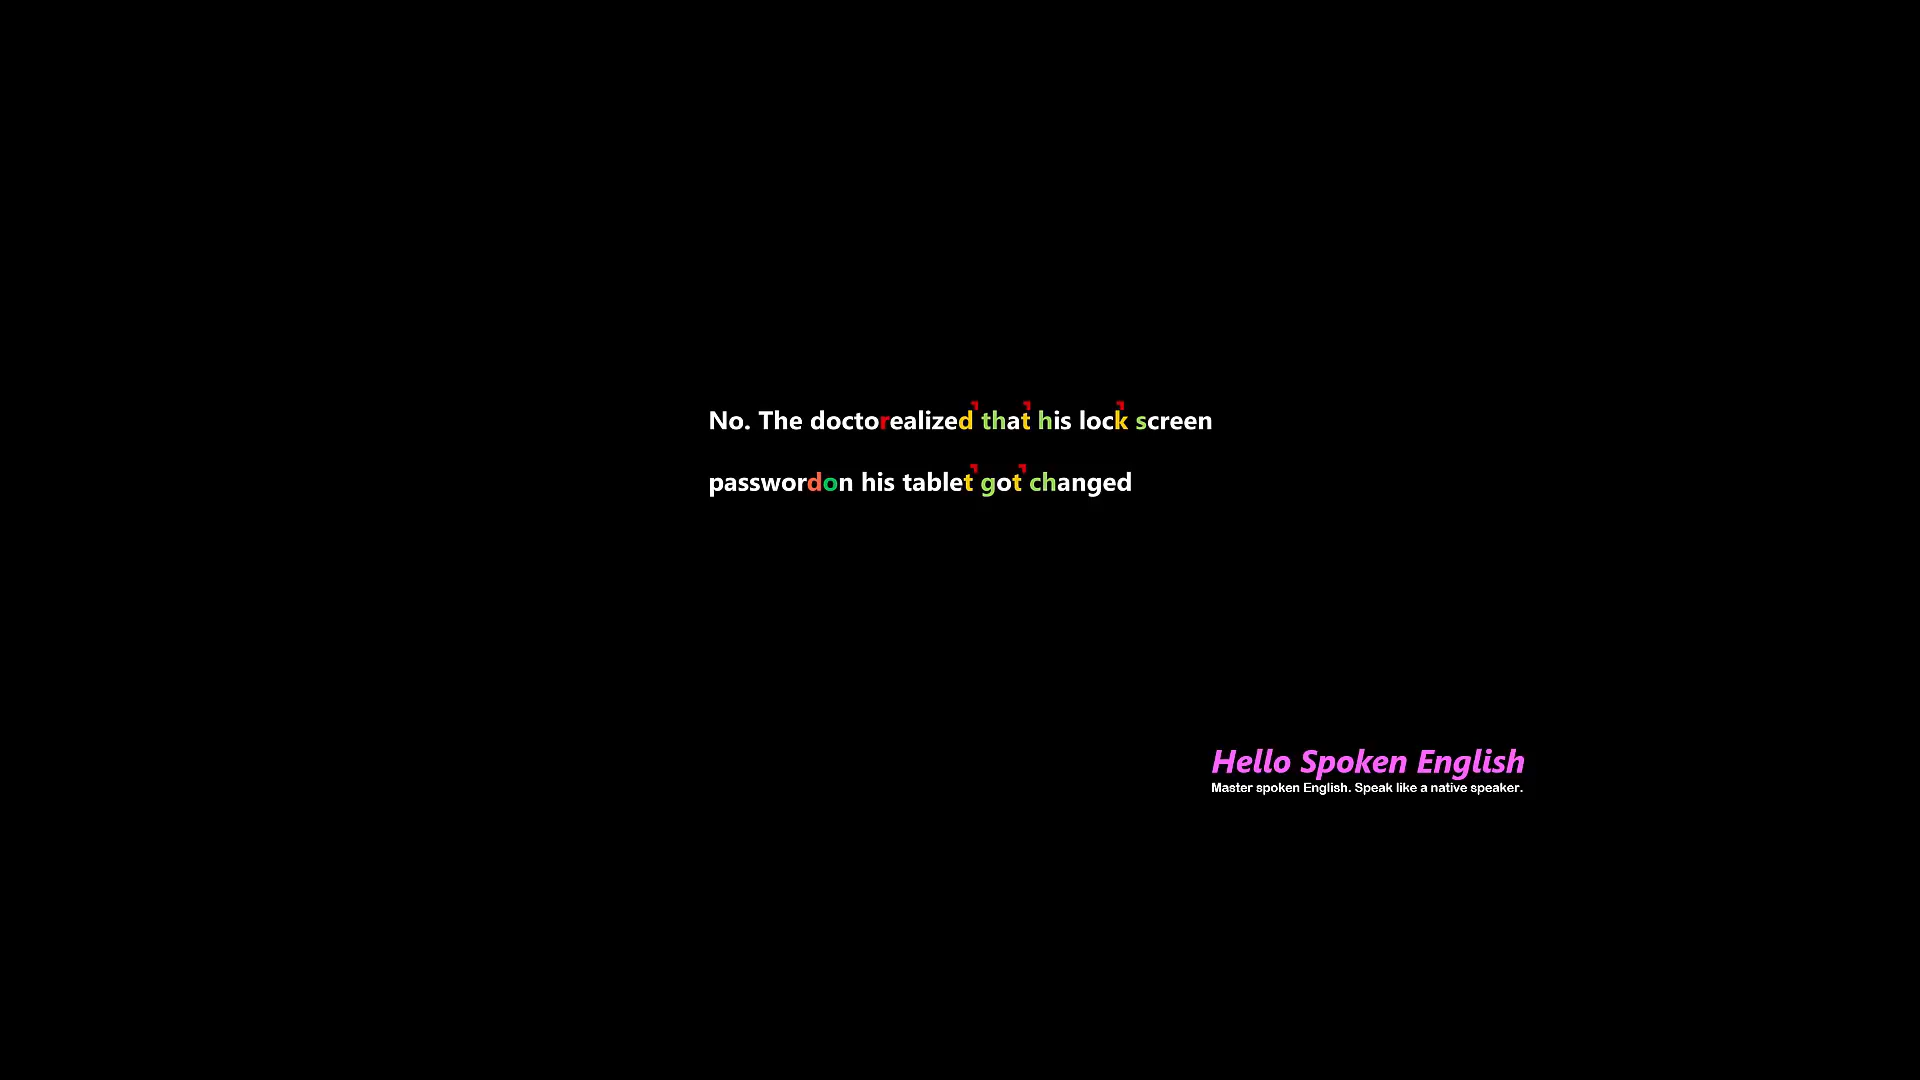 No. The doctorealized that his lock screen
passwordon his tablet got changed
Hello Spoken English
Master spoken English. Speak like a native speaker.